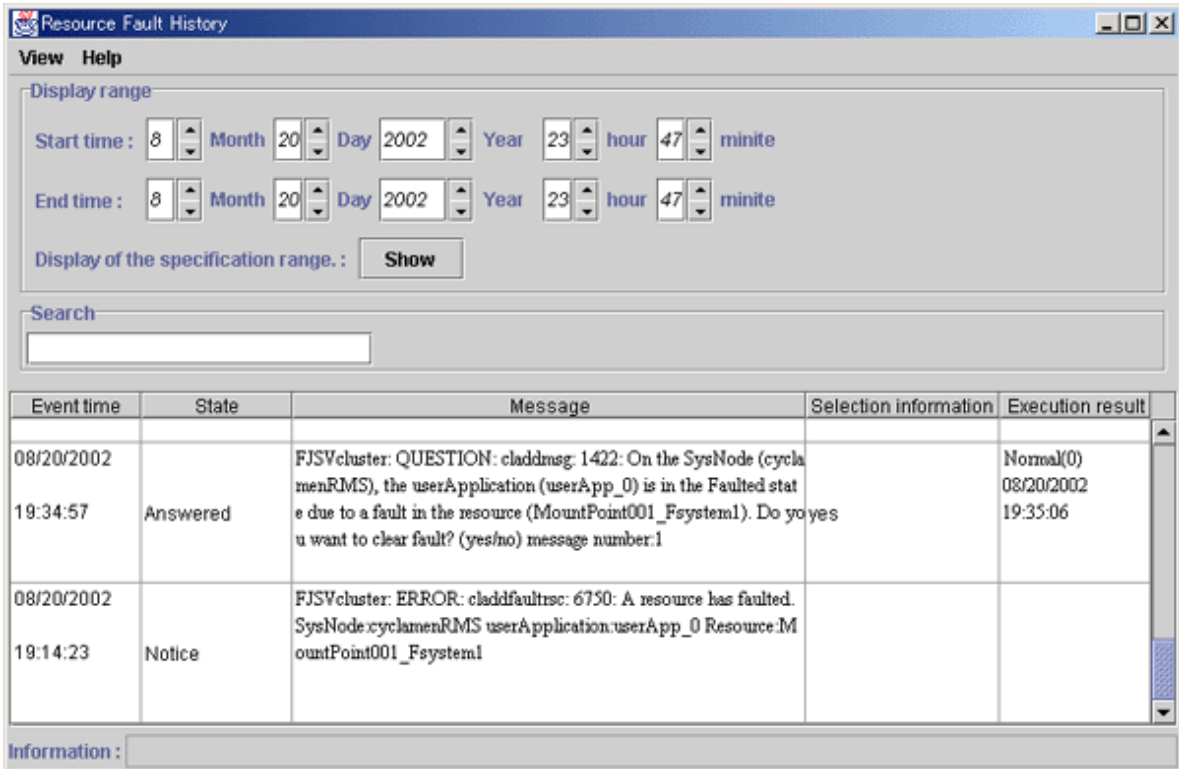 Resource Fault History
View Help
Display range
Start time : 8 Month 20 Day 2002 Year 23 hour 47 minite
End time : 8 Month 20 Day 2002 Year 23 hour 47 minite
Display of the specification range. : Show
Search
Event time State Message Selection information Execution result
08/20/2002
19:34:57
Answered
FJSVcluster: QUESTION: claddmsg: 1422: On the SysNode (cycla
menRMS), the userApplication (userApp_0) is in the Faulted stat
e due to a fault in the resource (MountPoint001_Fsystem1). Do yo
u want to clear fault? (yes/no) message number:1
yes
Normal(0)
08/20/2002
19:35:06
08/20/2002
19:14:23
Notice
FJSVcluster: ERROR: claddfaultrsc: 6750: A resource has faulted.
SysNode:cyclamenRMS userApplication:userApp_0 Resource:M
ountPoint001_Fsystem1
Information :